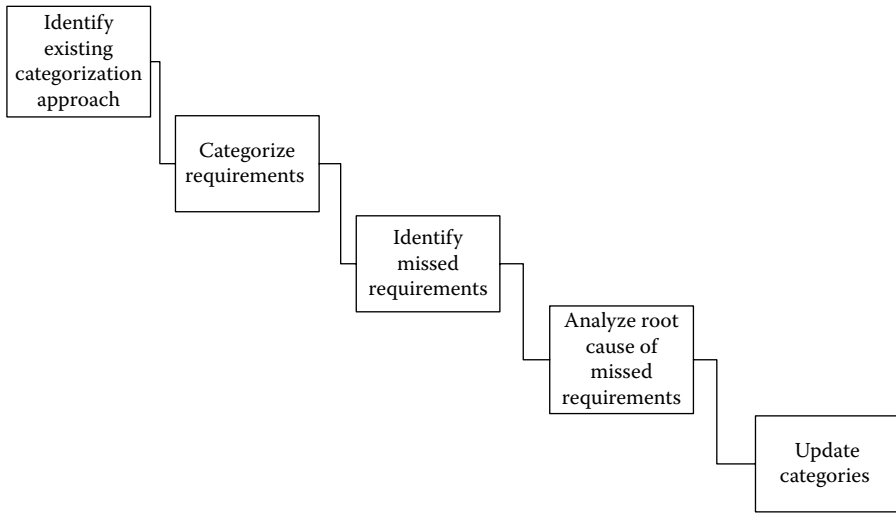 Identify
existing
categorization
approach
Categorize
requirements
Identify
missed
requirements
Analyze root
cause of
missed
requirements
Update
categories